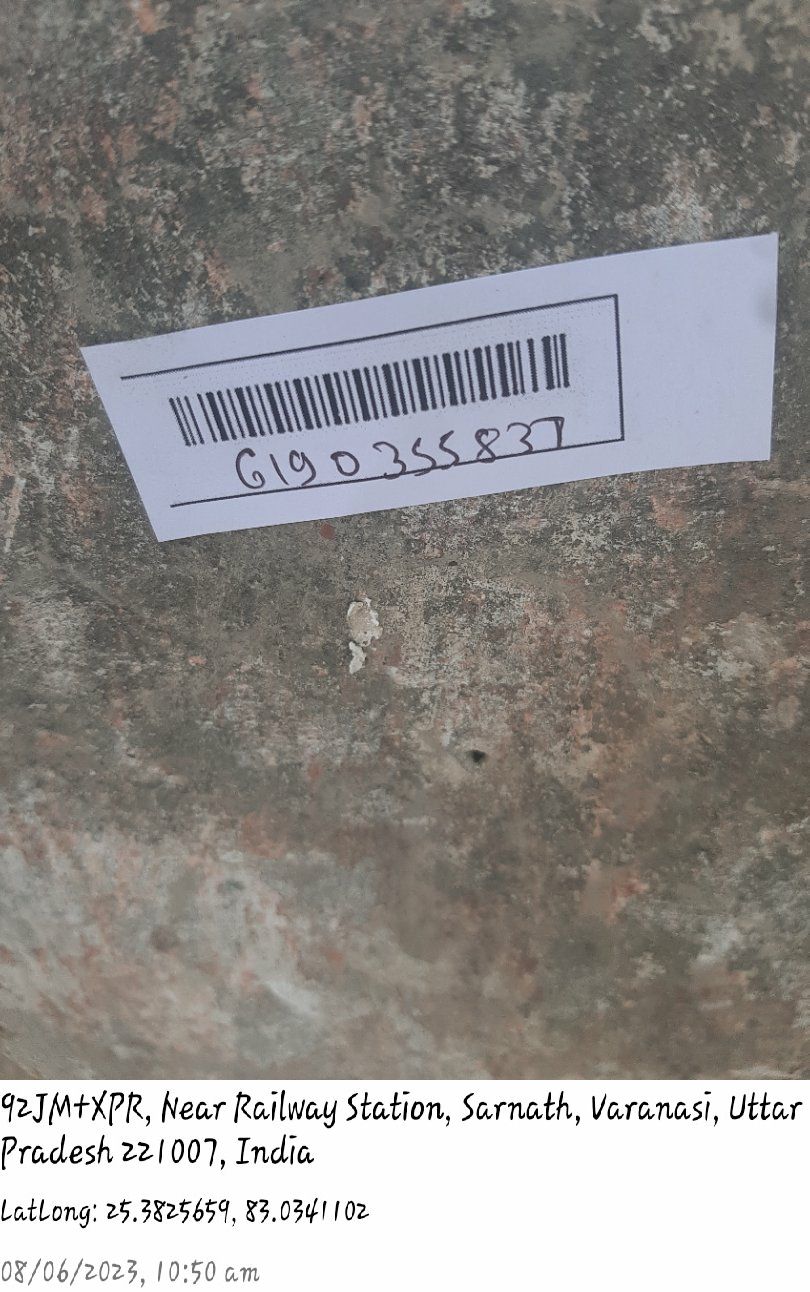 6190355837
92JM+XPR, Near Railway Station, Sarnath, Varanasi, Uttar
Pradesh 221007, India
LatLong: 25.3825659, 83.0341102
08/06/2023, 10:50 am